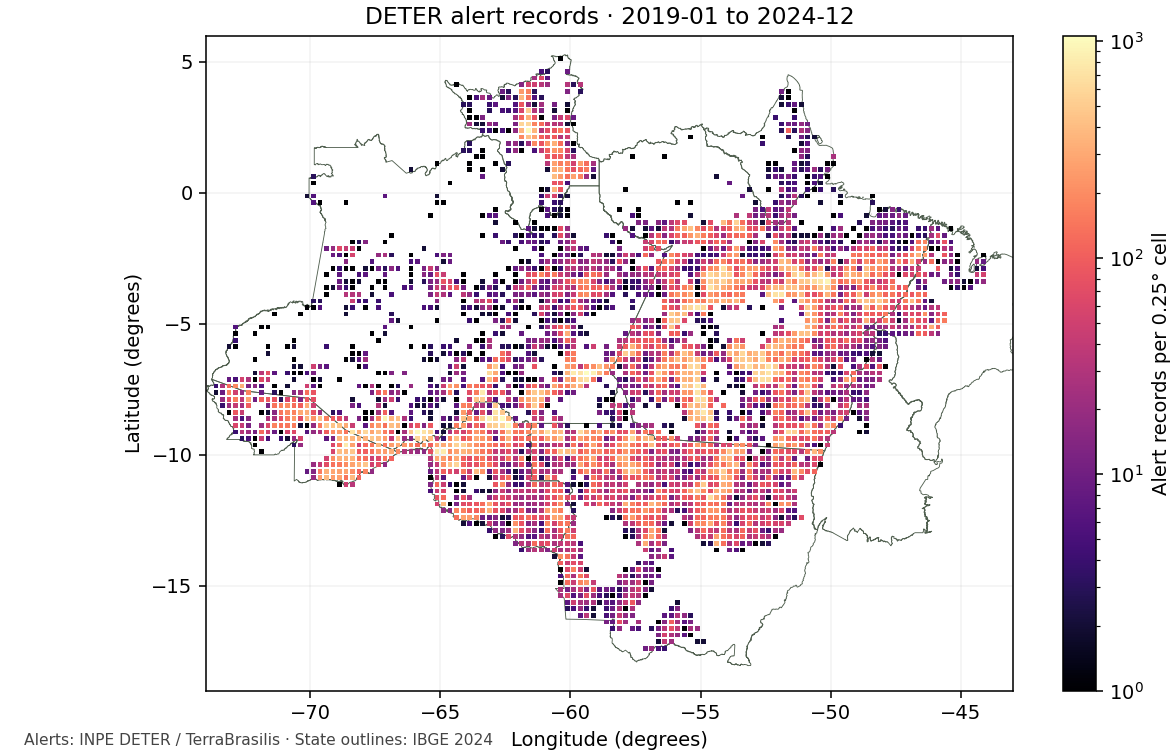 DETER alert records · 2019-01 to 2024-12
5
0
−5
−10
−15
Latitude (degrees)
−70 −65 −60 −55 −50 −45
Longitude (degrees)
10³
10²
10¹
10⁰
Alert records per 0.25° cell
Alerts: INPE DETER / TerraBrasilis · State outlines: IBGE 2024